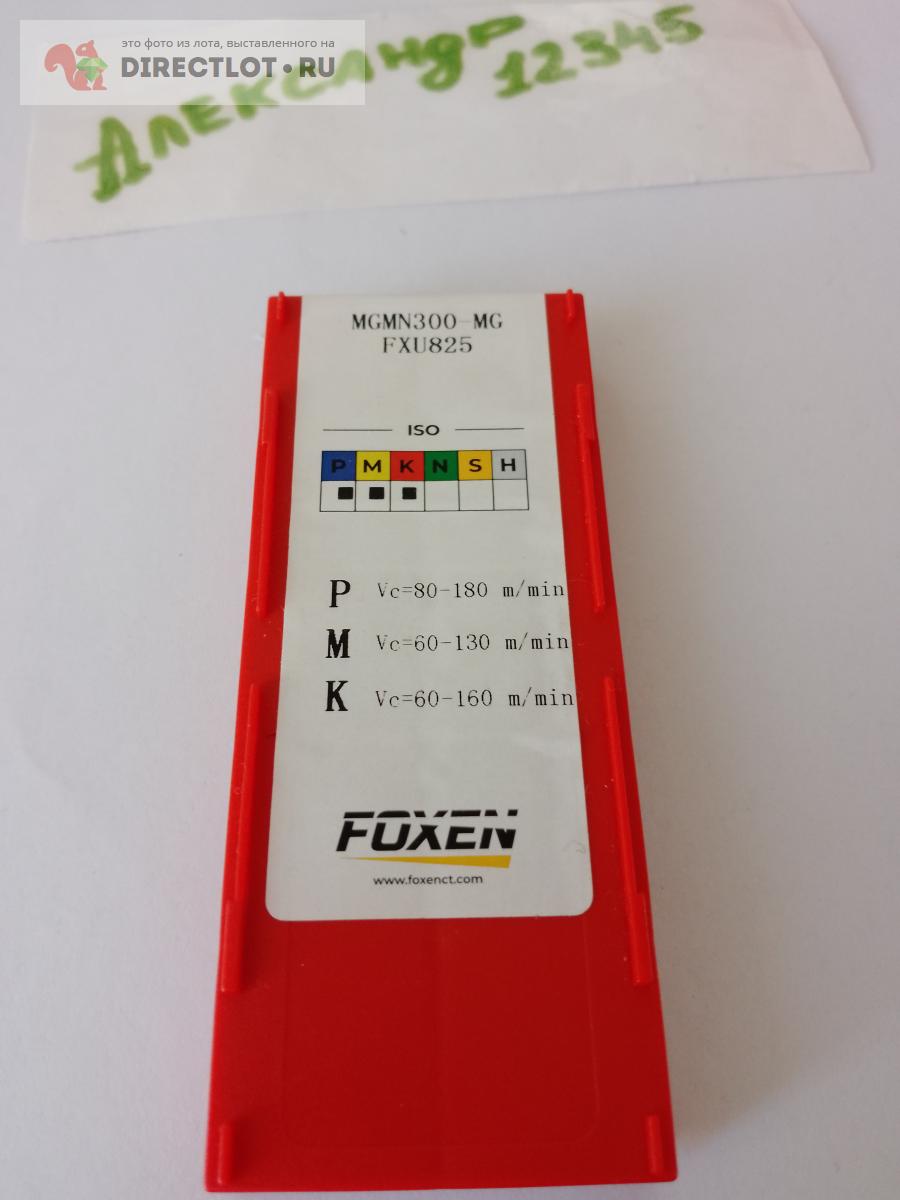 это фото из лота, выставленного на
DIRECTLOT•RU
Александр
12345
MGMN300-MG
FXU825
ISO
P M K N S H
P Vc=80-180 m/min
M Vc=60-130 m/min
K Vc=60-160 m/min
FOXEN
www.foxenct.com